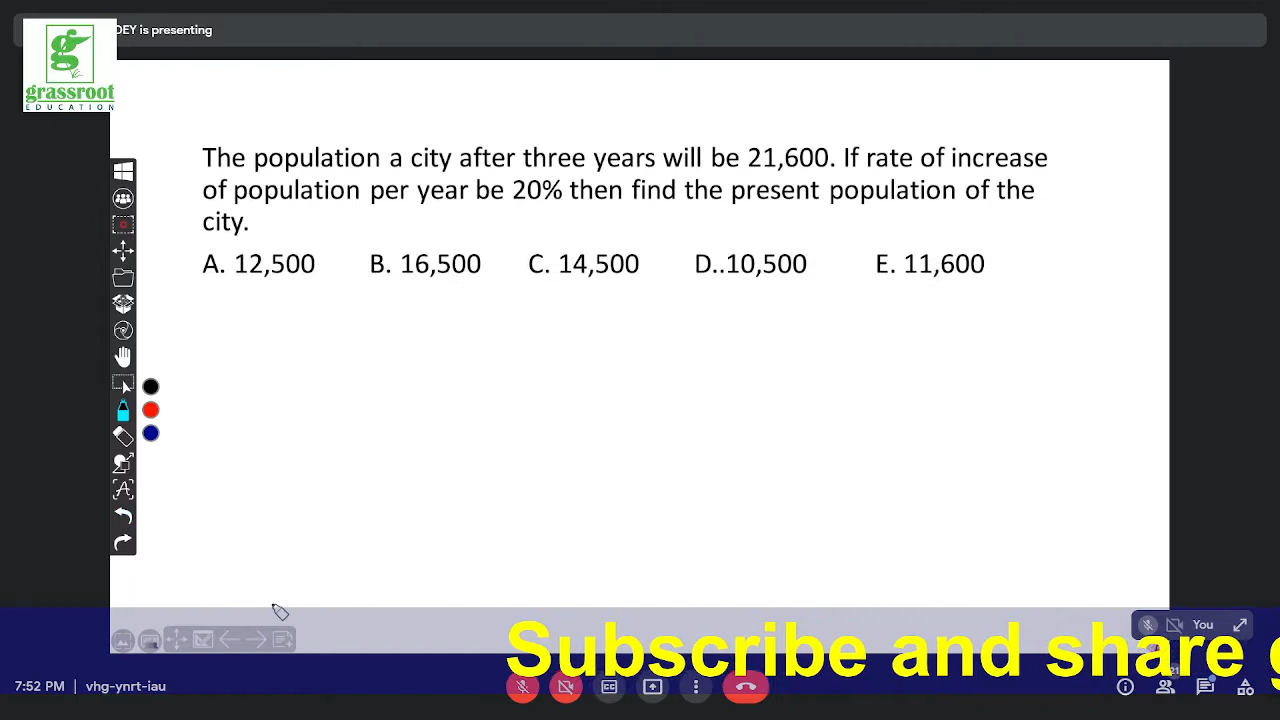 DEY is presenting
g
grassroot
EDUCATION
The population a city after three years will be 21,600. If rate of increase
of population per year be 20% then find the present population of the
city.
A. 12,500 B. 16,500 C. 14,500 D..10,500 E. 11,600
You
Subscribe and share g
7:52 PM | vhg-ynrt-iau
CC
21